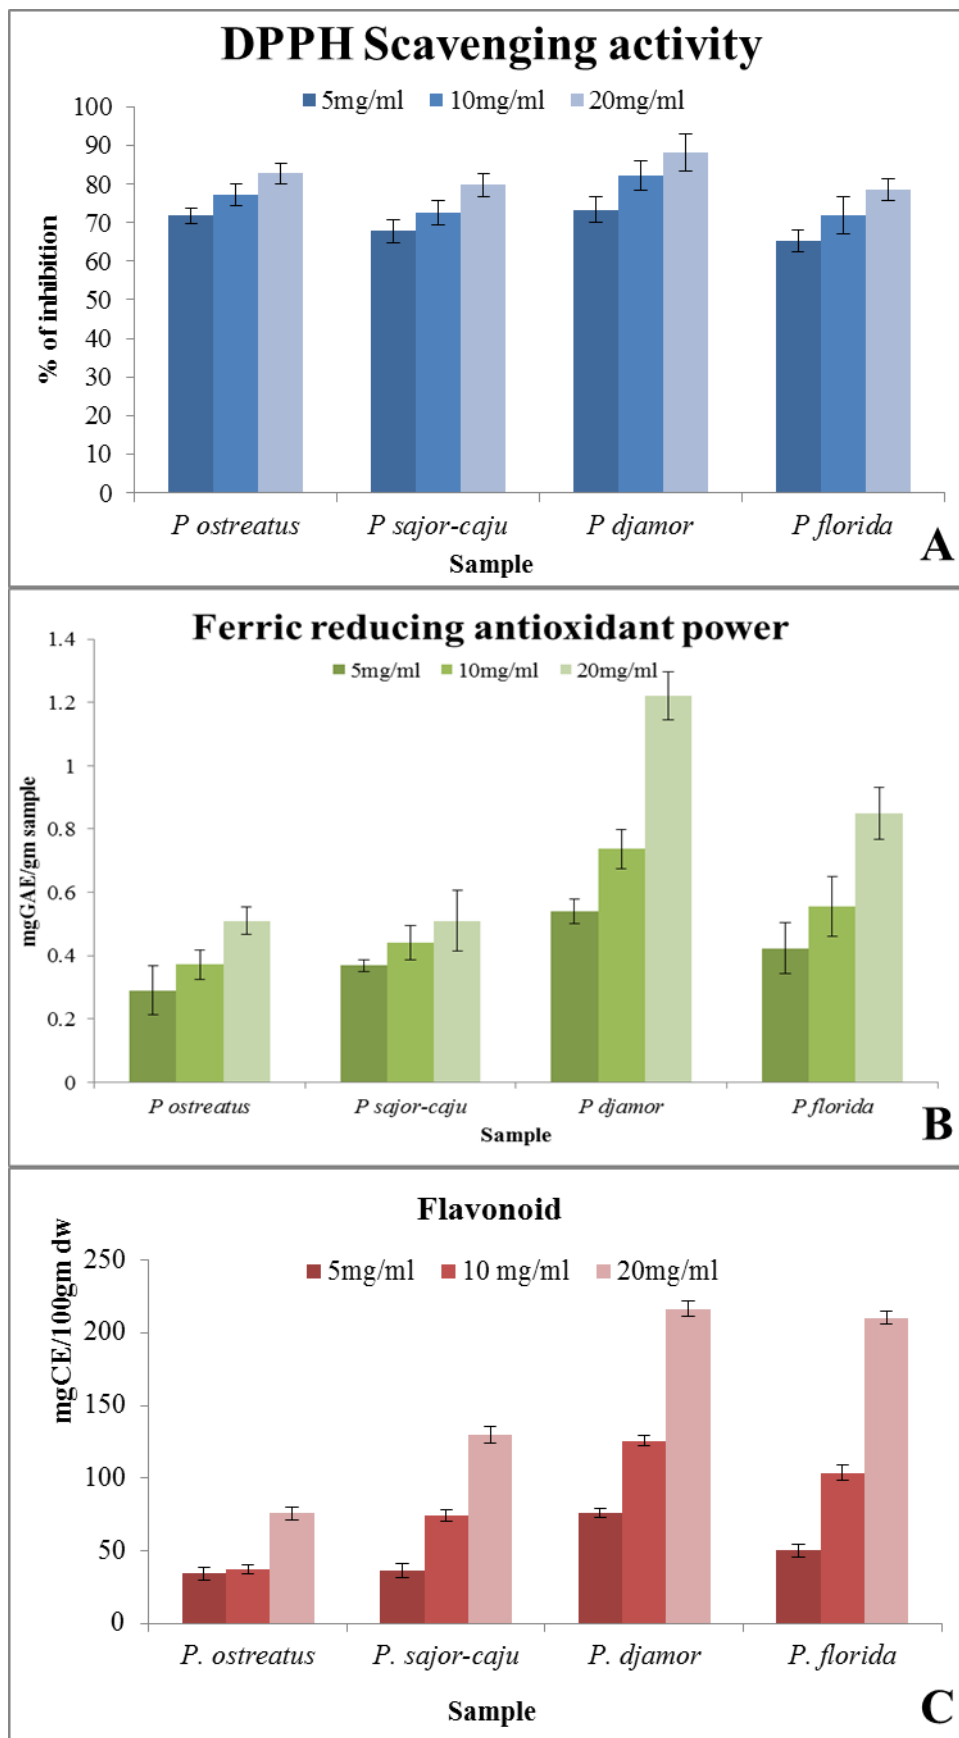 DPPH Scavenging activity
5mg/ml 10mg/ml 20mg/ml
100
90
80
70
60
50
40
30
20
10
0
% of inhibition
P ostreatus P sajor-caju P djamor P florida
Sample
A
Ferric reducing antioxidant power
5mg/ml 10mg/ml 20mg/ml
1.4
1.2
1
0.8
0.6
0.4
0.2
0
mgGAE/gm sample
P ostreatus P sajor-caju P djamor P florida
Sample
B
Flavonoid
5mg/ml 10 mg/ml 20mg/ml
250
200
150
100
50
0
mgCE/100gm dw
P. ostreatus P. sajor-caju P. djamor P. florida
Sample
C